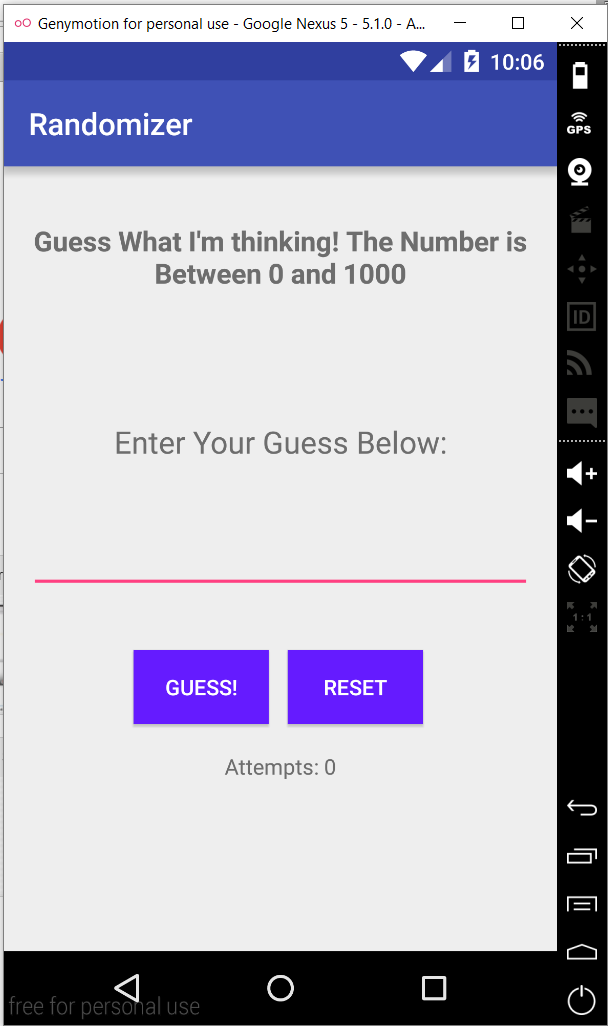 Genymotion for personal use - Google Nexus 5 - 5.1.0 - A...
10:06
Randomizer
GPS
Guess What I'm thinking! The Number is
Between 0 and 1000
ID
Enter Your Guess Below:
1:1
GUESS! RESET
Attempts: 0
free for personal use